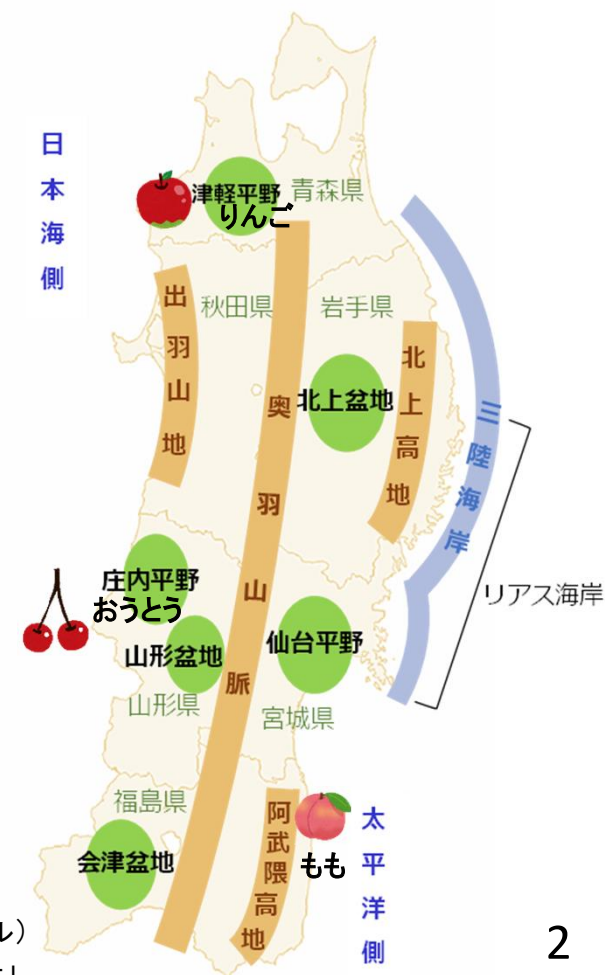 日本海側
津軽平野
りんご
青森県
出羽山地
秋田県
岩手県
奥羽山脈
北上盆地
北上高地
三陸海岸
リアス海岸
庄内平野
おうとう
山形盆地
仙台平野
山形県
宮城県
福島県
会津盆地
阿武隈高地
もも
太平洋側
ル）
2